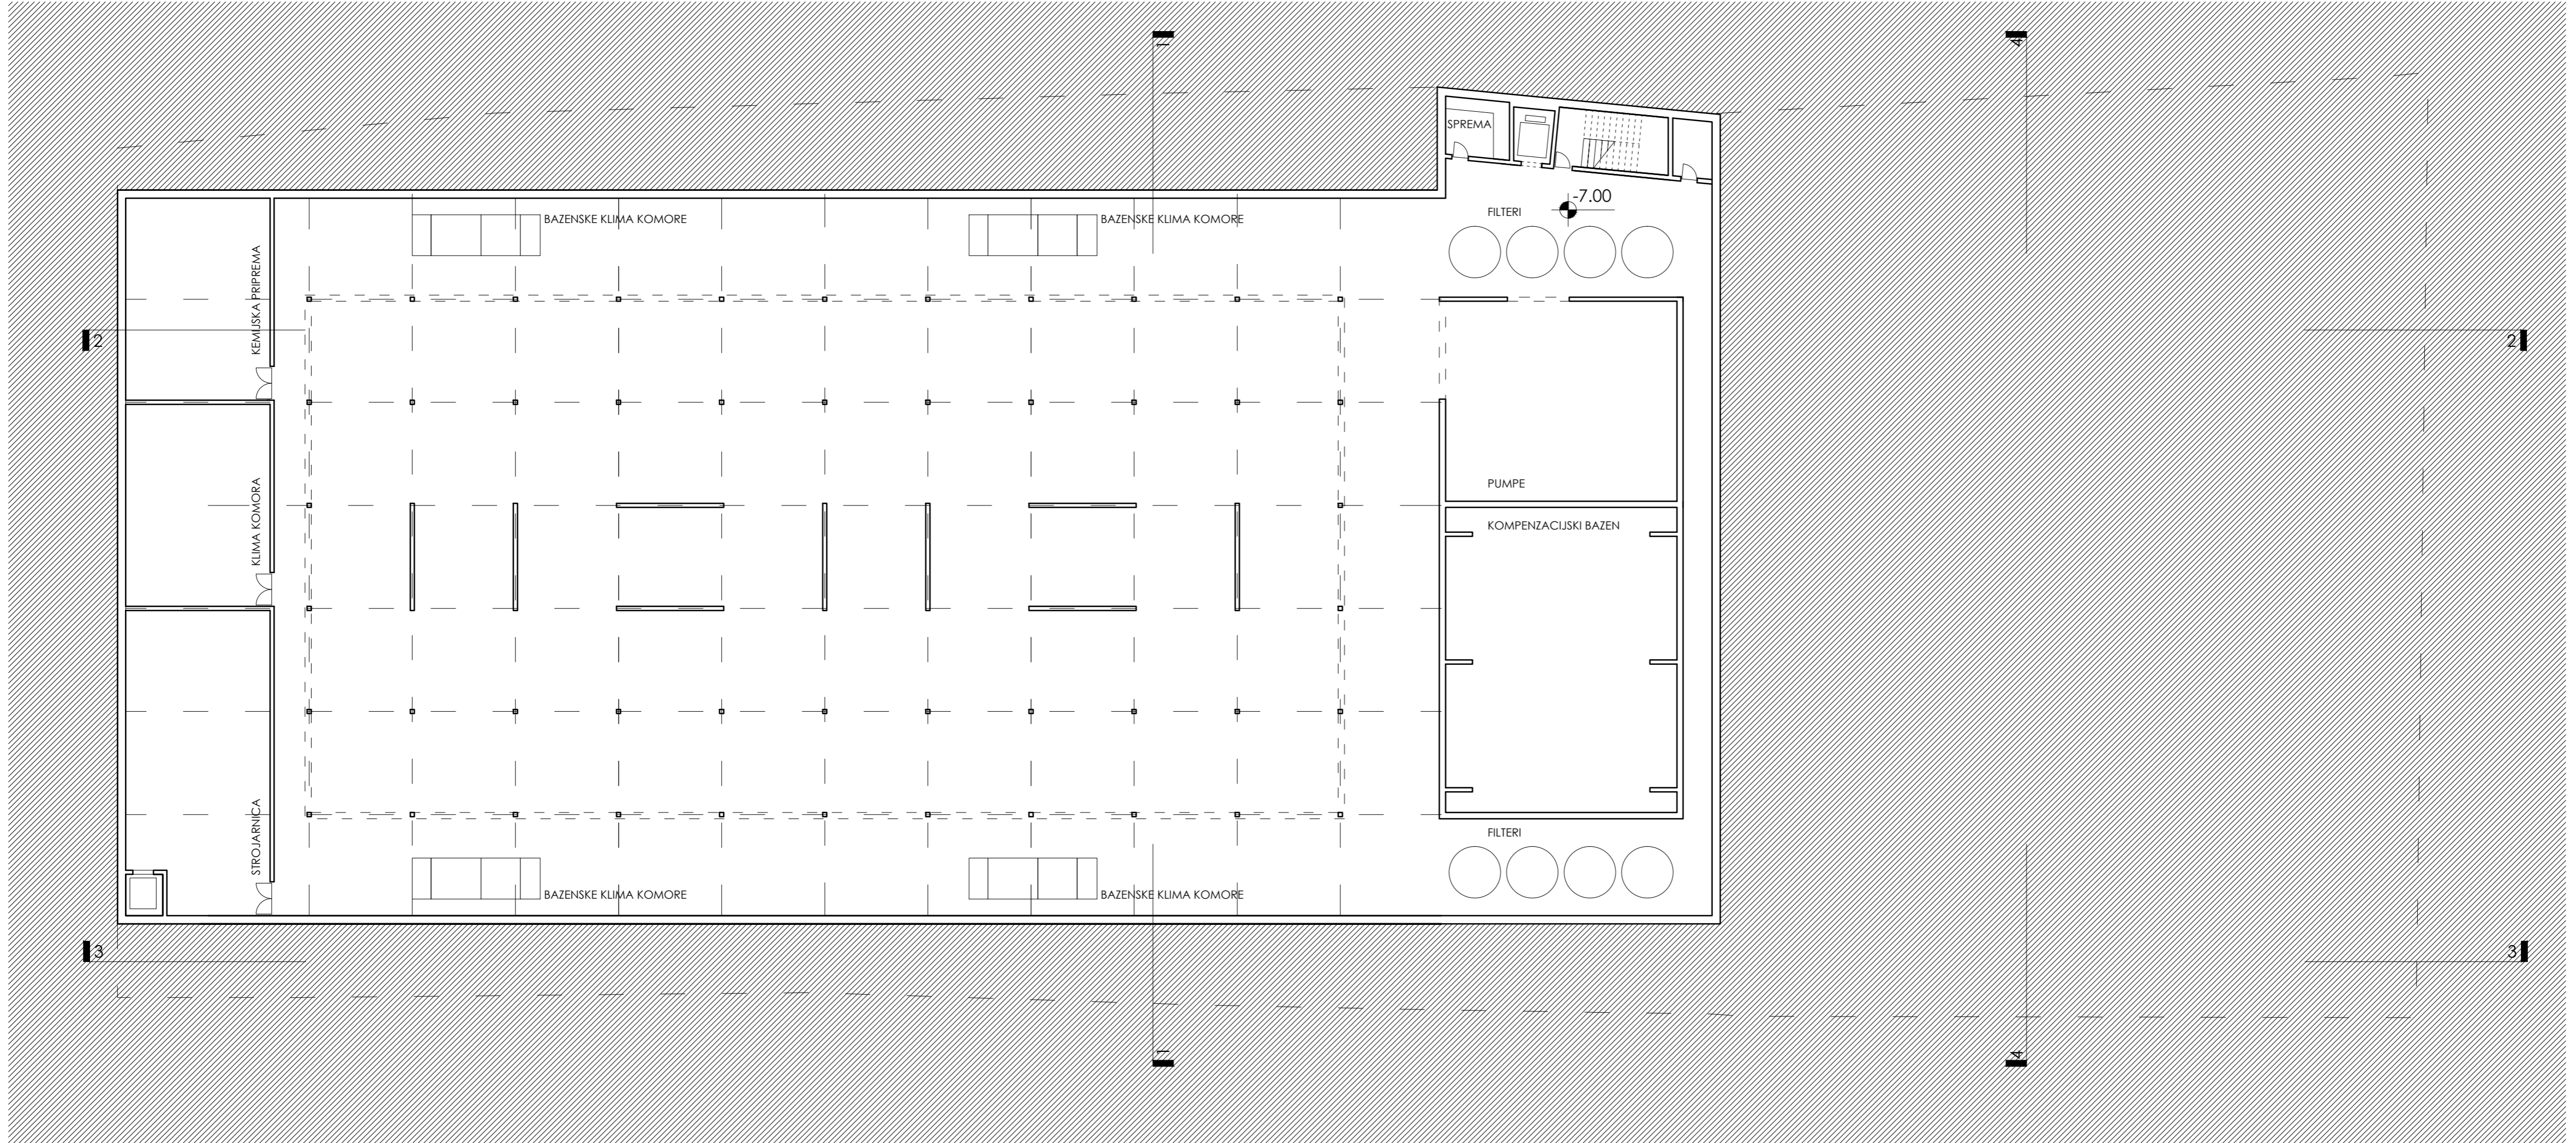 1
4
SPREMA
-7.00
FILTERI
BAZENSKE KLIMA KOMORE
BAZENSKE KLIMA KOMORE
KEMIJSKA PRIPREMA
2
2
KLIMA KOMORA
PUMPE
KOMPENZACIJSKI BAZEN
STROJARNICA
FILTERI
BAZENSKE KLIMA KOMORE
BAZENSKE KLIMA KOMORE
3
3
1
4